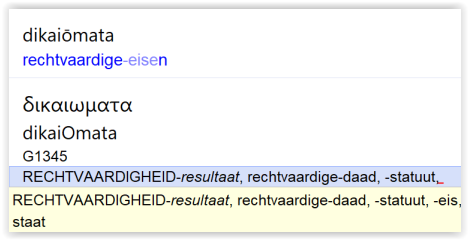 dikaiōmata
rechtvaardige-eisen
δικαιωματα
dikaiOmata
G1345
RECHTVAARDIGHEID-resultaat, rechtvaardige-daad, -statuut,
RECHTVAARDIGHEID-resultaat, rechtvaardige-daad, -statuut, -eis,
staat